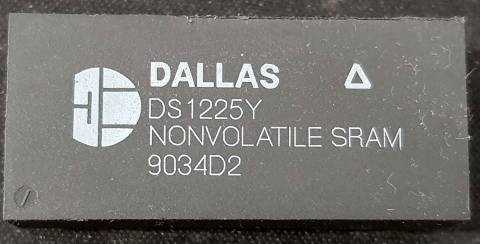 DALLAS
DS1225Y
NONVOLATILE SRAM
9034D2